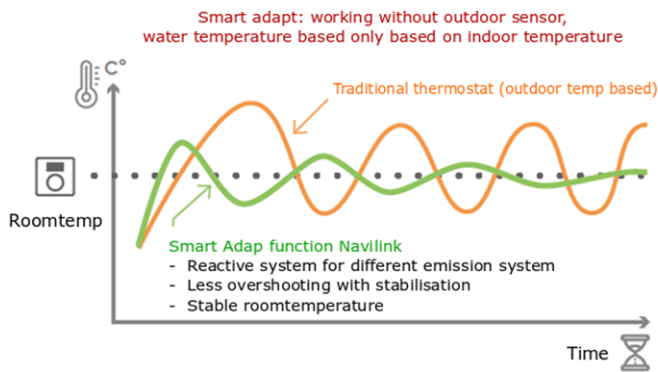 Smart adapt: working without outdoor sensor,
water temperature based only based on indoor temperature
C°
Traditional thermostat (outdoor temp based)
Roomtemp
Smart Adap function Navilink
- Reactive system for different emission system
- Less overshooting with stabilisation
- Stable roomtemperature
Time